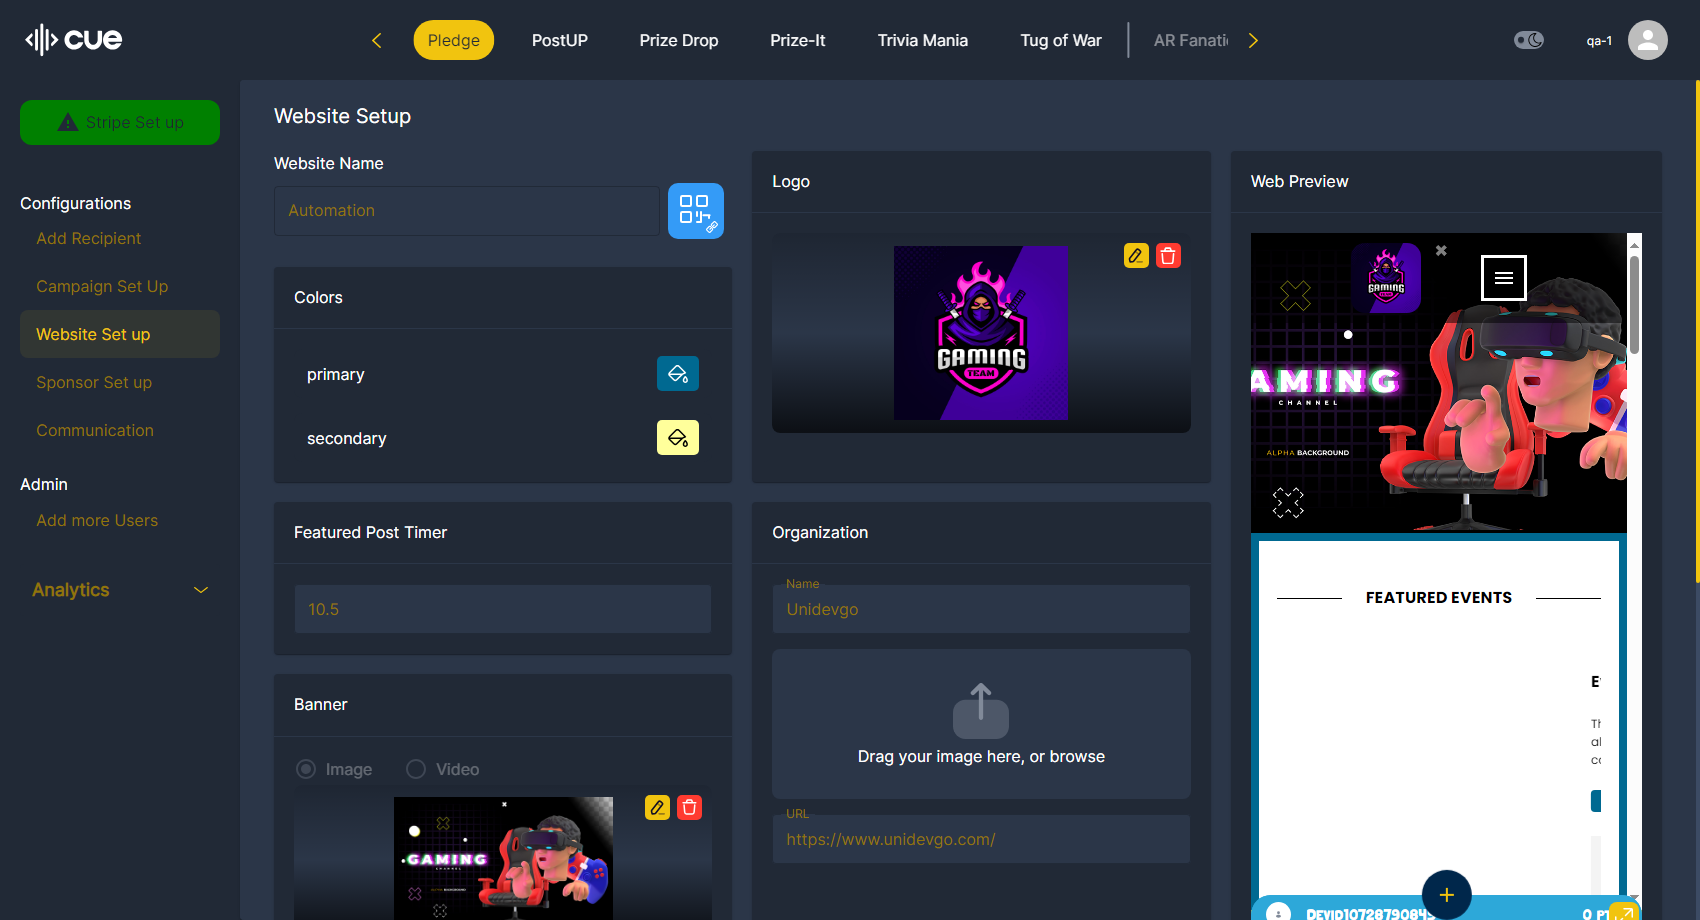 cue
Pledge
PostUP
Prize Drop
Prize-It
Trivia Mania
Tug of War
AR Fanati
qa-1
Stripe Set up
Configurations
Add Recipient
Campaign Set Up
Website Set up
Sponsor Set up
Communication
Admin
Add more Users
Analytics
Website Setup
Website Name
Automation
Colors
primary
secondary
Featured Post Timer
10.5
Banner
Image
Video
GAMING
CHANNEL
Logo
GAMING
TEAM
Organization
Name
Unidevgo
Drag your image here, or browse
URL
https://www.unidevgo.com/
Web Preview
GAMING
AMING
CHANNEL
ALPHA BACKGROUND
FEATURED EVENTS
0 PT